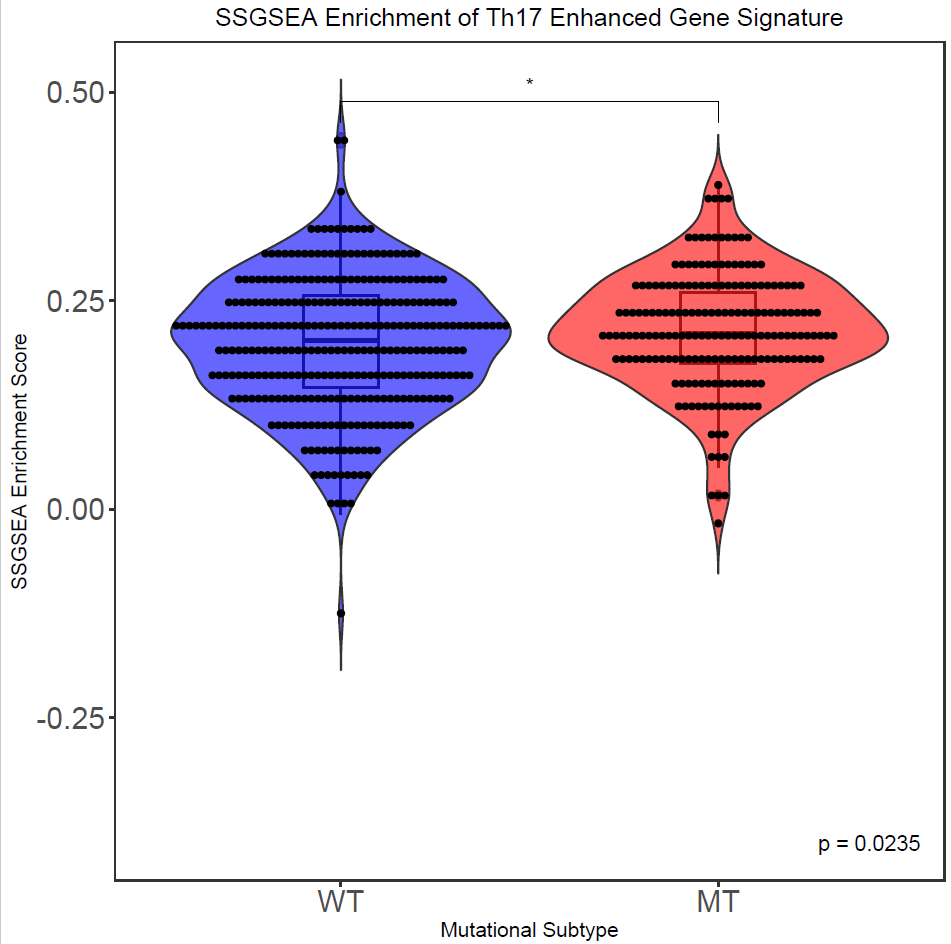 SSGSEA Enrichment of Th17 Enhanced Gene Signature
*
0.50
0.25
0.00
-0.25
SSGSEA Enrichment Score
p = 0.0235
WT
MT
Mutational Subtype